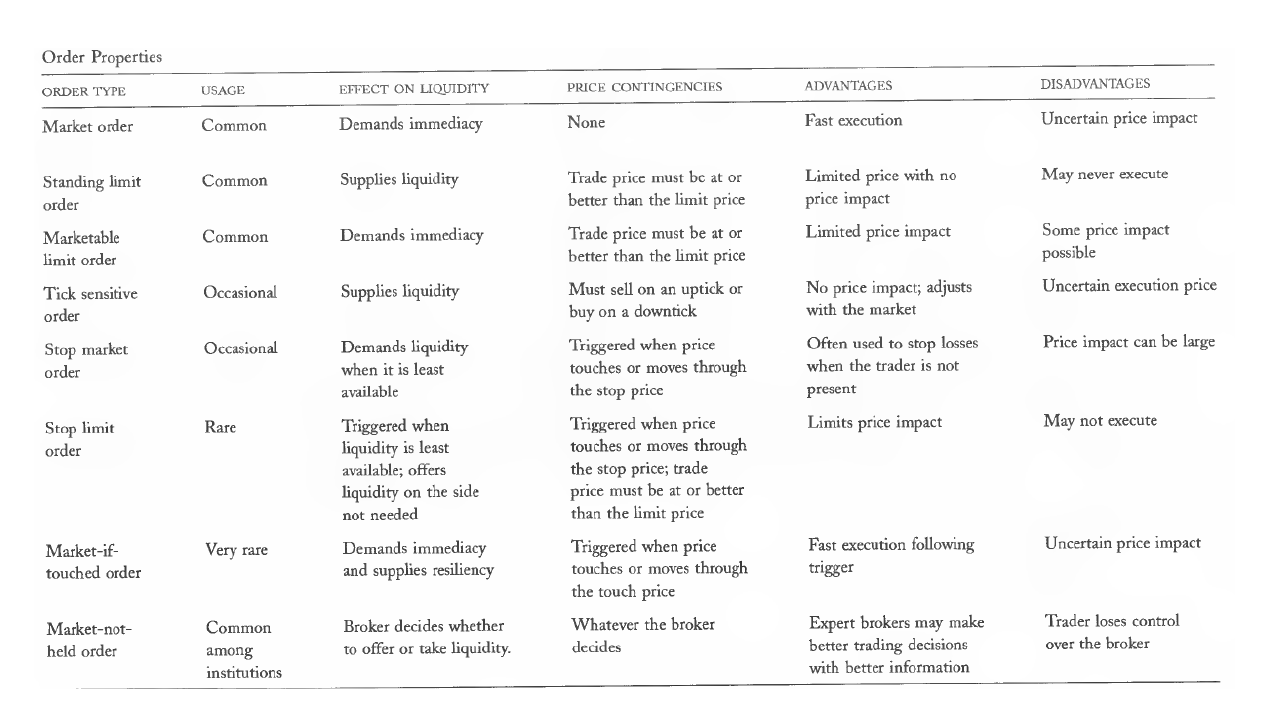 Order Properties
ORDER TYPE USAGE EFFECT ON LIQUIDITY PRICE CONTINGENCIES ADVANTAGES DISADVANTAGES
Market order Common Demands immediacy None Fast execution Uncertain price impact
Standing limit Common Supplies liquidity Trade price must be at or Limited price with no May never execute
order better than the limit price price impact
Marketable Common Demands immediacy Trade price must be at or Limited price impact Some price impact
limit order better than the limit price possible
Tick sensitive Occasional Supplies liquidity Must sell on an uptick or No price impact; adjusts Uncertain execution price
order buy on a downtick with the market
Stop market Occasional Demands liquidity Triggered when price Often used to stop losses Price impact can be large
order when it is least touches or moves through when the trader is not
available the stop price present
Stop limit Rare Triggered when Triggered when price Limits price impact May not execute
order liquidity is least touches or moves through
available; offers the stop price; trade
liquidity on the side price must be at or better
not needed than the limit price
Market-if- Very rare Demands immediacy Triggered when price Fast execution following Uncertain price impact
touched order and supplies resiliency touches or moves through trigger
the touch price
Market-not- Common Broker decides whether Whatever the broker Expert brokers may make Trader loses control
held order among to offer or take liquidity. decides better trading decisions over the broker
institutions with better information